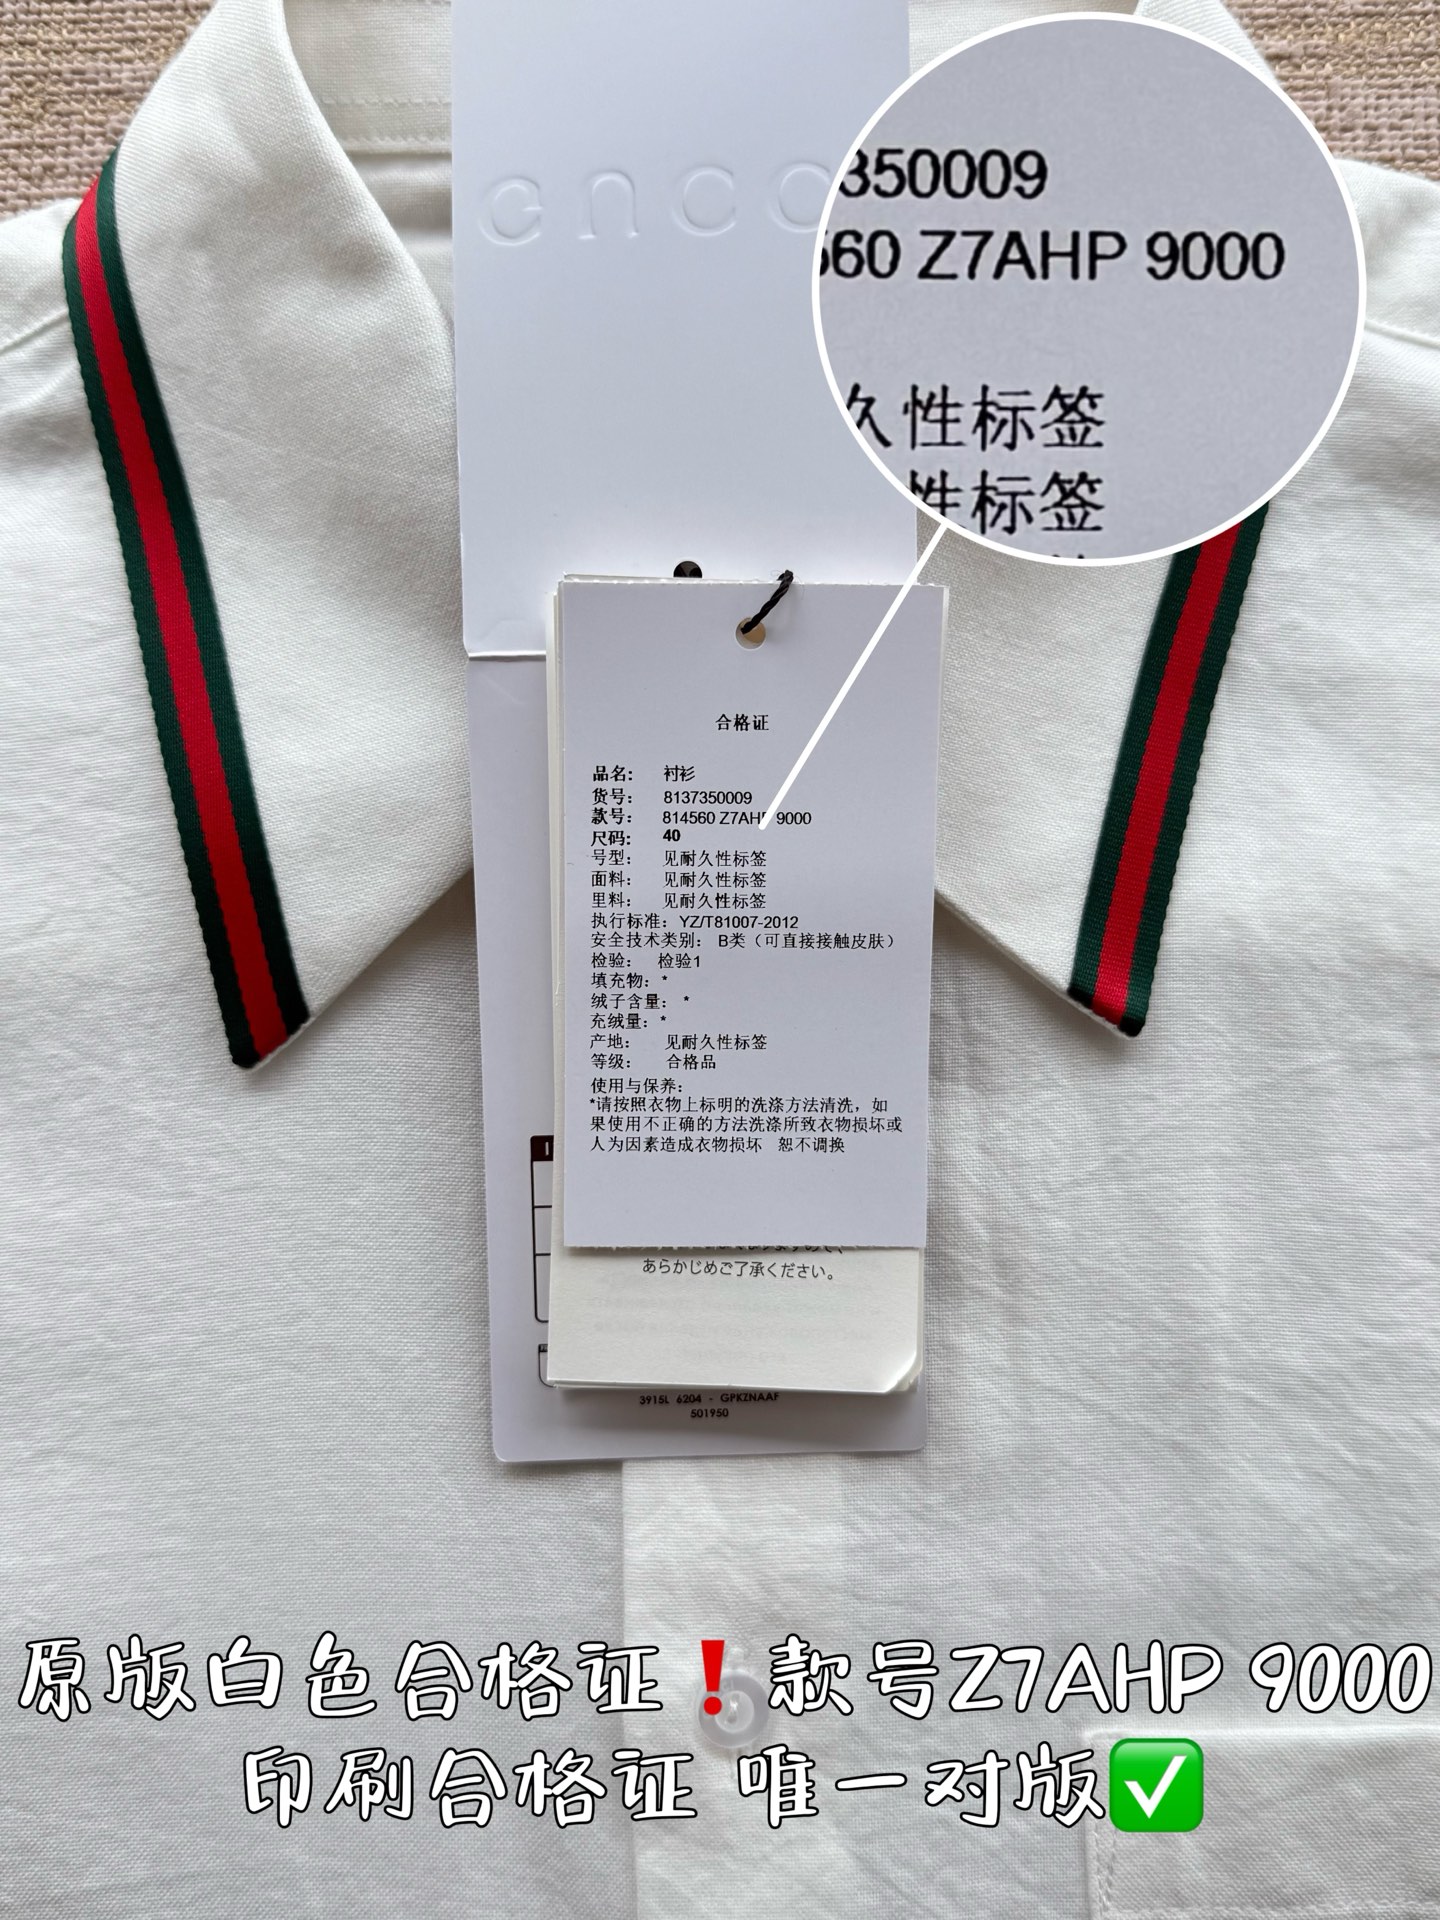 350009
560 Z7AHP 9000
久性标签
性标签
合格证
品名： 衬衫
货号： 8137350009
款号： 814560 Z7AHP 9000
尺码： 40
号型： 见耐久性标签
面料： 见耐久性标签
里料： 见耐久性标签
执行标准： YZ/T81007-2012
安全技术类别： B类（可直接接触皮肤）
检验： 检验1
填充物： *
绒子含量： *
充绒量： *
产地： 见耐久性标签
等级： 合格品
使用与保养：
*请按照衣物上标明的洗涤方法清洗，如
果使用不正确的方法洗涤所致衣物损坏或
人为因素造成衣物损坏 恕不调换
あらかじめご了承ください。
3915L 6204 - GPKZNAAF
501950
原版白色合格证❗款号Z7AHP 9000
印刷合格证 唯一对版✅